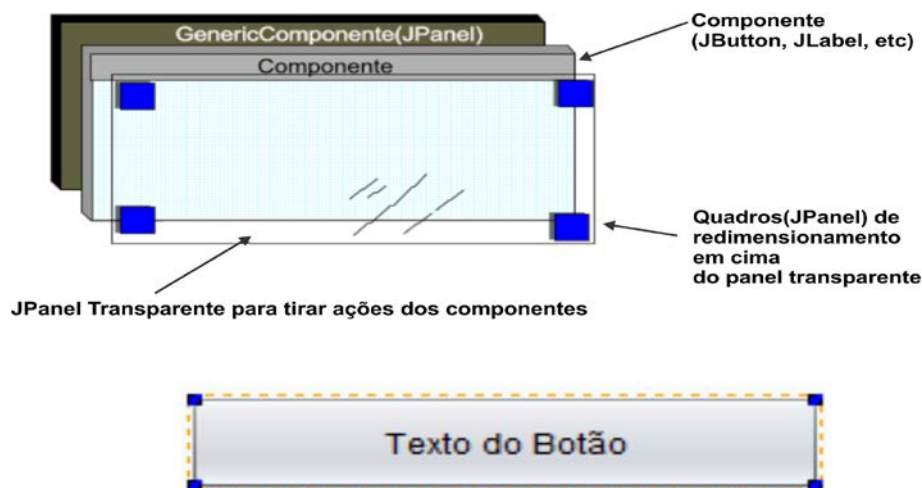 GenericComponente(JPanel)
Componente
Componente
(JButton, JLabel, etc)
Quadros(JPanel) de
redimensionamento
em cima
do panel transparente
JPanel Transparente para tirar ações dos componentes
Texto do Botão